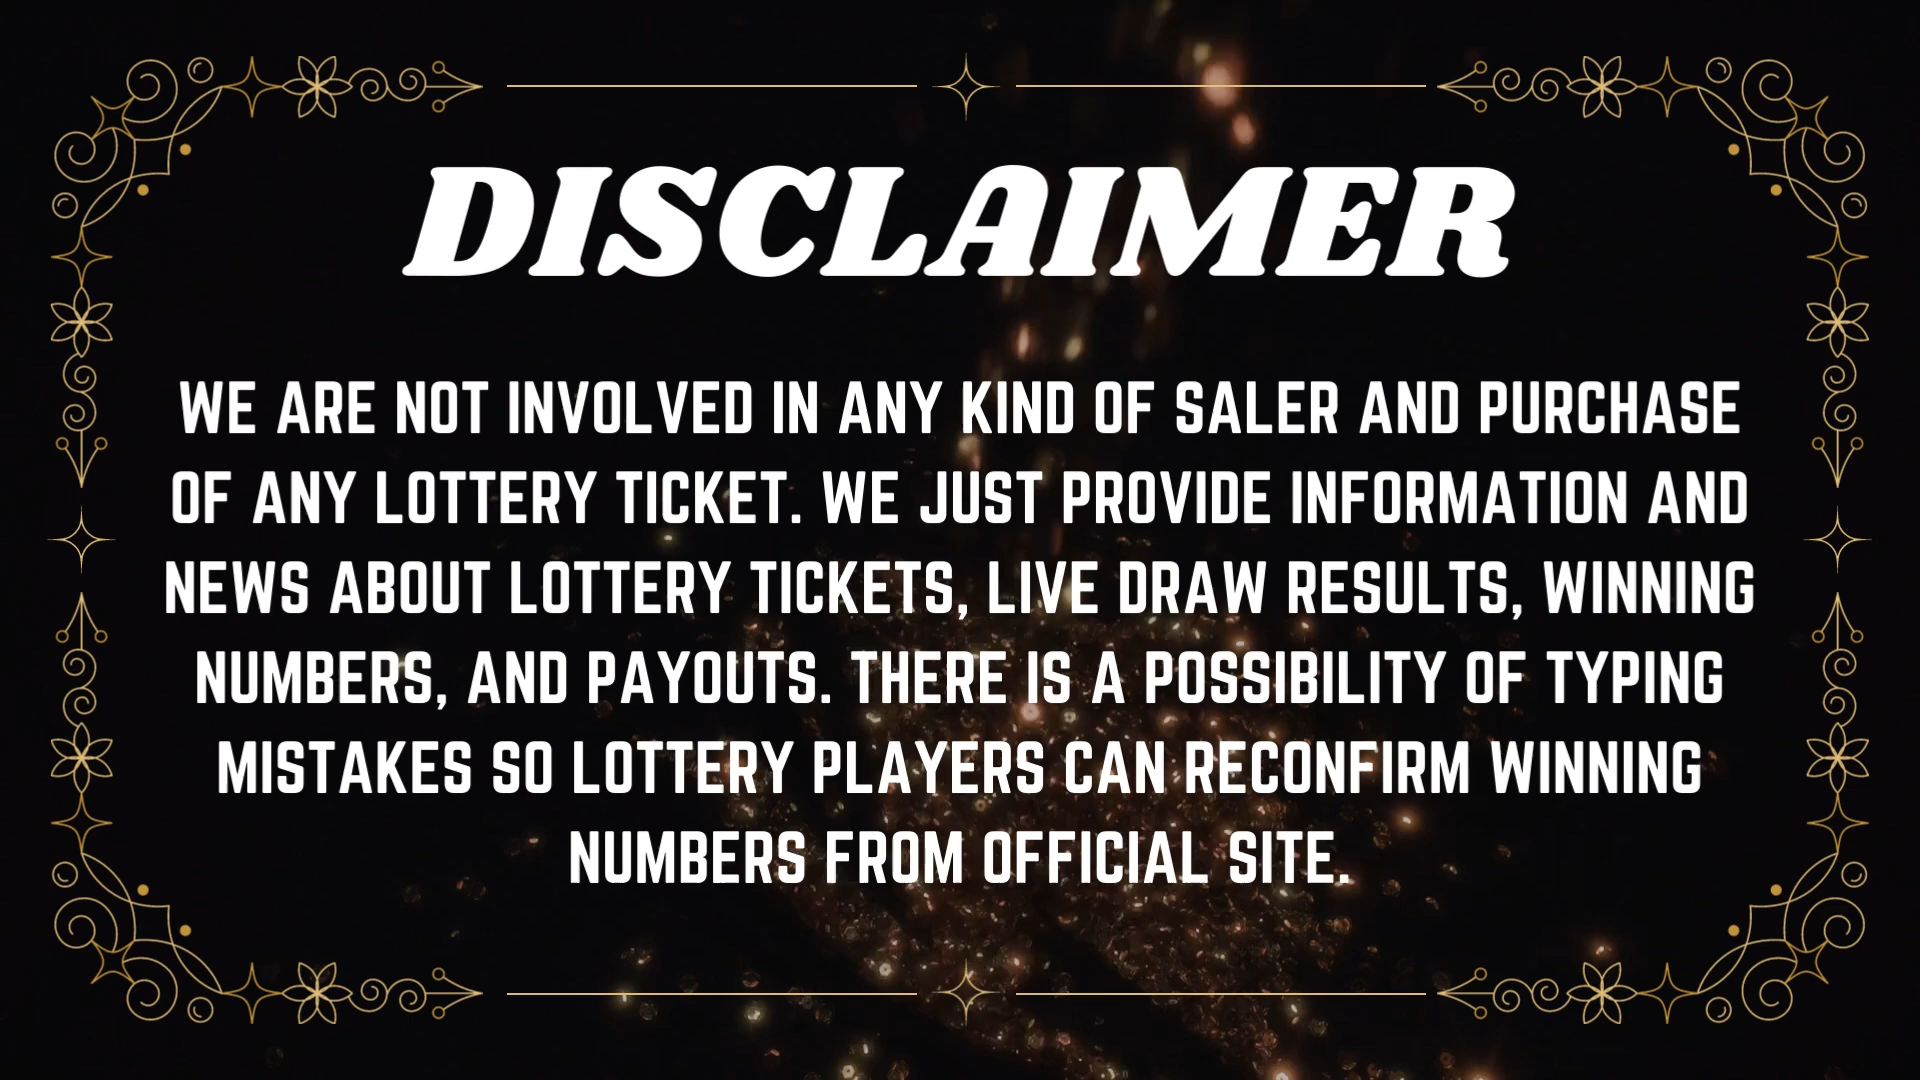 DISCLAIMER
WE ARE NOT INVOLVED IN ANY KIND OF SALER AND PURCHASE
OF ANY LOTTERY TICKET. WE JUST PROVIDE INFORMATION AND
NEWS ABOUT LOTTERY TICKETS, LIVE DRAW RESULTS, WINNING
NUMBERS, AND PAYOUTS. THERE IS A POSSIBILITY OF TYPING
MISTAKES SO LOTTERY PLAYERS CAN RECONFIRM WINNING
NUMBERS FROM OFFICIAL SITE.